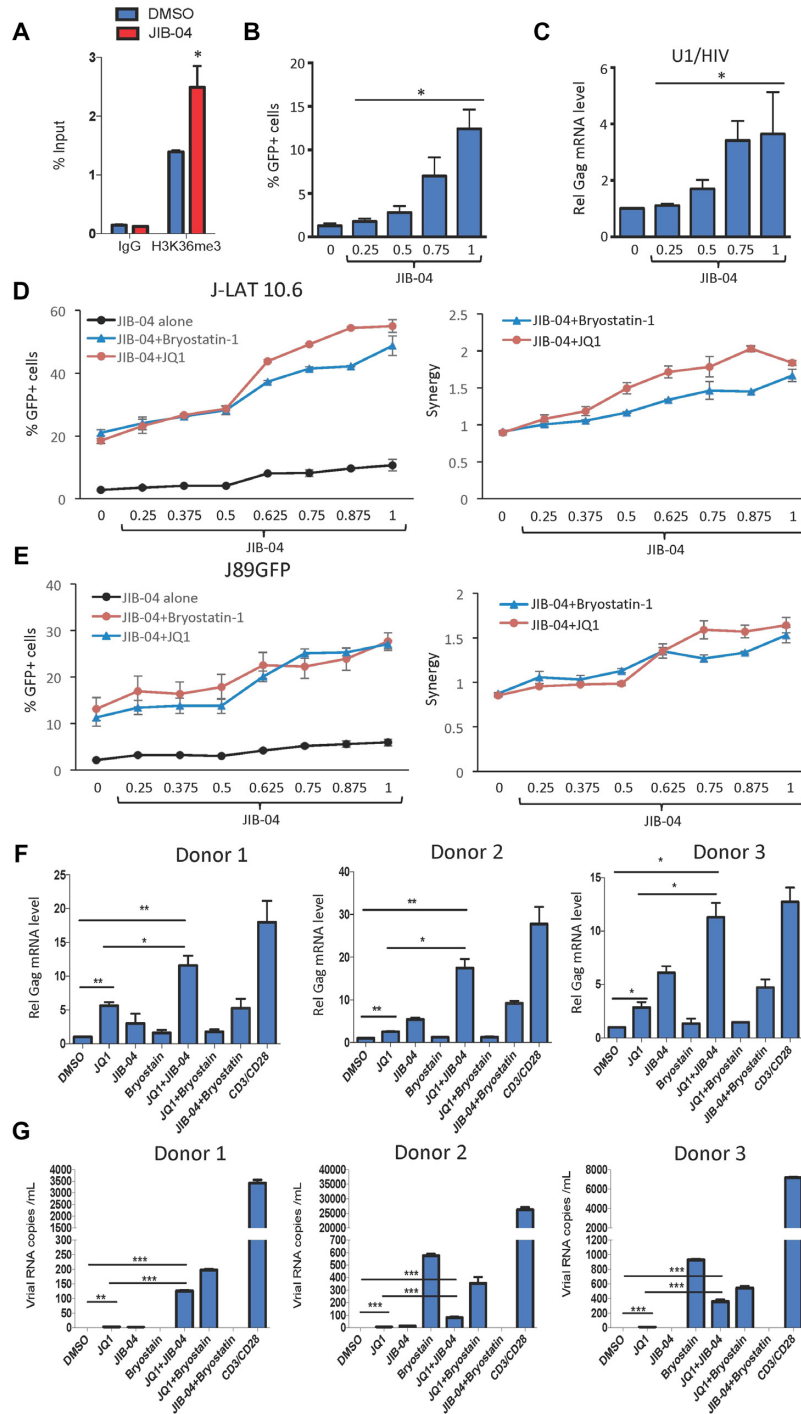 A
DMSO
JIB-04
% Input
3
2
1
0
*
IgG
H3K36me3
B
% GFP+ cells
20
15
10
5
0
*
0 0.25 0.5 0.75 1
JIB-04
C
U1/HIV
Rel Gag mRNA level
6
4
2
0
*
0 0.25 0.5 0.75 1
JIB-04
D
J-LAT 10.6
% GFP+ cells
60
40
20
0
JIB-04 alone
JIB-04+Bryostatin-1
JIB-04+JQ1
0 0.25 0.375 0.5 0.625 0.75 0.875 1
JIB-04
Synergy
2.5
2
1.5
1
0.5
0
JIB-04+Bryostatin-1
JIB-04+JQ1
0 0.25 0.375 0.5 0.625 0.75 0.875 1
JIB-04
E
J89GFP
% GFP+ cells
40
30
20
10
0
JIB-04 alone
JIB-04+Bryostatin-1
JIB-04+JQ1
0 0.25 0.375 0.5 0.625 0.75 0.875 1
JIB-04
Synergy
2
1.5
1
0.5
0
JIB-04+Bryostatin-1
JIB-04+JQ1
0 0.25 0.375 0.5 0.625 0.75 0.875 1
JIB-04
F
Donor 1
Rel Gag mRNA level
25
20
15
10
5
0
**
*
**
DMSO
JQ1
JIB-04
Bryostain
JQ1+JIB-04
JQ1+Bryostain
JIB-04+Bryostain
CD3/CD28
Donor 2
Rel Gag mRNA level
40
30
20
10
0
**
*
**
DMSO
JQ1
JIB-04
Bryostain
JQ1+JIB-04
JQ1+Bryostain
JIB-04+Bryostain
CD3/CD28
Donor 3
Rel Gag mRNA level
15
10
5
0
*
*
*
DMSO
JQ1
JIB-04
Bryostain
JQ1+JIB-04
JQ1+Bryostain
JIB-04+Bryostain
CD3/CD28
G
Donor 1
Vrial RNA copies /mL
4000
3500
3000
2500
2000
1500
250
200
150
100
50
0
***
***
**
DMSO
JQ1
JIB-04
Bryostain
JQ1+JIB-04
JQ1+Bryostain
JIB-04+Bryostain
CD3/CD28
Donor 2
Vrial RNA copies /mL
40000
35000
30000
25000
20000
15000
700
600
500
400
300
200
100
0
***
***
***
DMSO
JQ1
JIB-04
Bryostain
JQ1+JIB-04
JQ1+Bryostain
JIB-04+Bryostain
CD3/CD28
Donor 3
Vrial RNA copies /mL
8000
6000
4000
2000
1200
1000
800
600
400
200
0
***
***
***
DMSO
JQ1
JIB-04
Bryostain
JQ1+JIB-04
JQ1+Bryostain
JIB-04+Bryostain
CD3/CD28